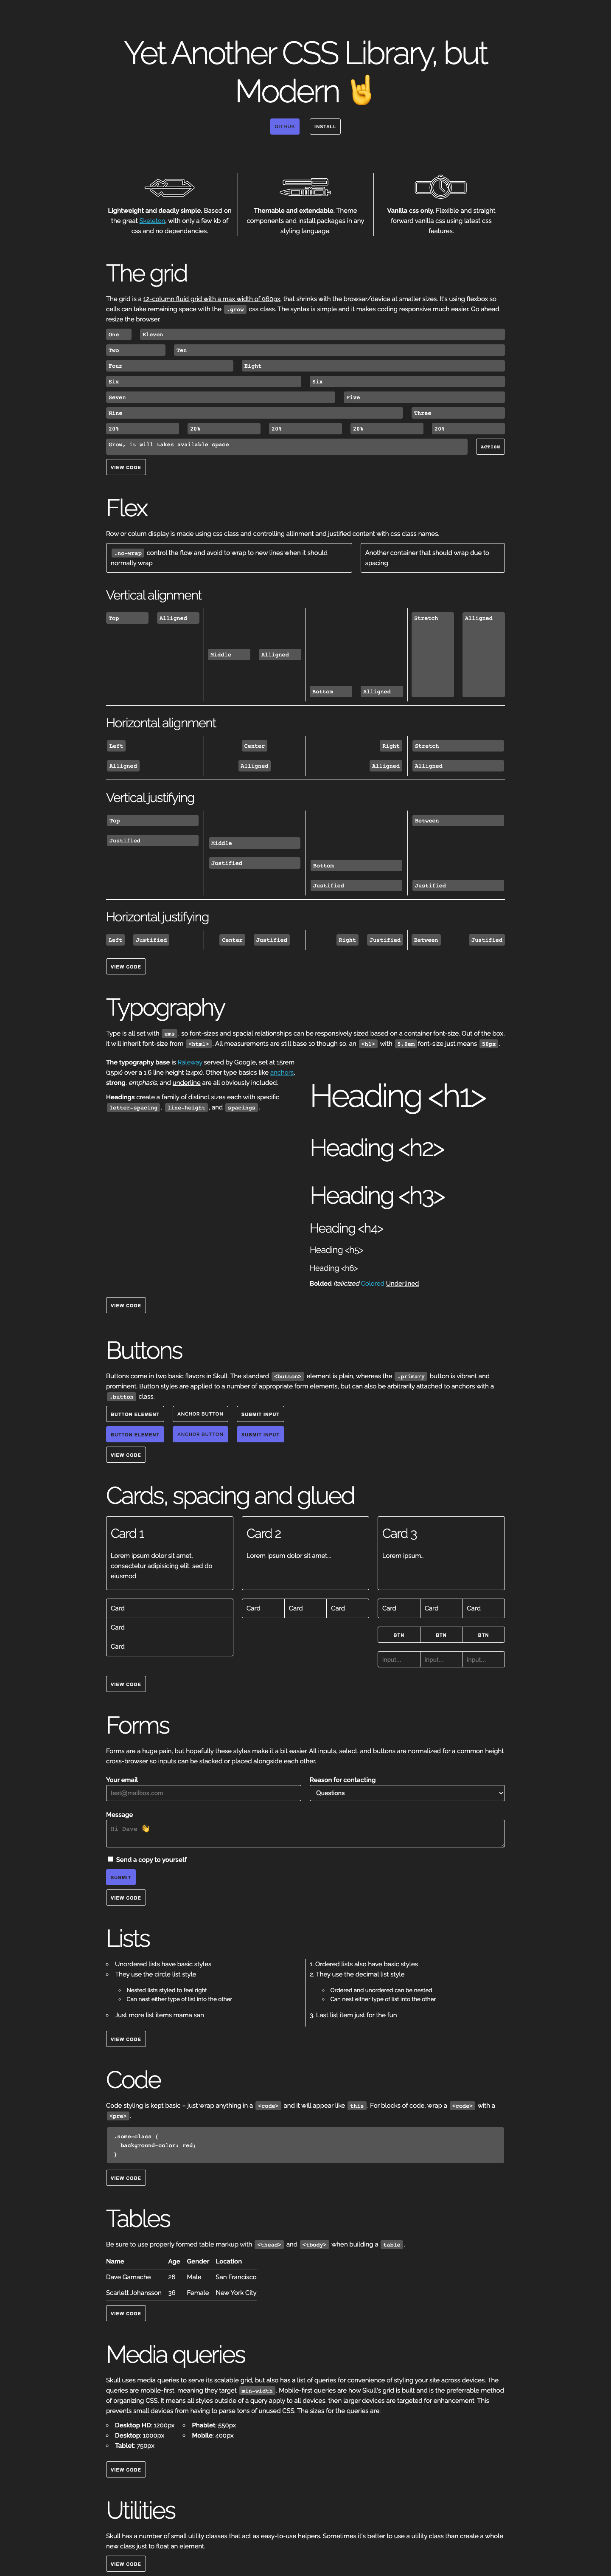 Yet Another CSS Library, but
Modern 🤘
GITHUB INSTALL
Lightweight and deadly simple. Based on
the great Skeleton, with only a few kb of
css and no dependencies.
Themable and extendable. Theme
components and install packages in any
styling language.
Vanilla css only. Flexible and straight
forward vanilla css using latest css
features.
The grid
The grid is a 12-column fluid grid with a max width of 960px, that shrinks with the browser/device at smaller sizes. It's using flexbox so
cells can take remaining space with the .grow css class. The syntax is simple and it makes coding responsive much easier. Go ahead,
resize the browser.
One Eleven
Two Ten
Four Eight
Six Six
Seven Five
Nine Three
20% 20% 20% 20% 20%
Grow, it will takes available space ACTION
VIEW CODE
Flex
Row or colum display is made using css class and controlling allinment and justified content with css class names.
.no-wrap control the flow and avoid to wrap to new lines when it should
normally wrap
Another container that should wrap due to
spacing
Vertical alignment
Top Alligned
Middle Alligned
Bottom Alligned
Stretch Alligned
Horizontal alignment
Left Center Right Stretch
Alligned Alligned Alligned Alligned
Vertical justifying
Top
Justified
Middle
Justified
Bottom
Justified
Between
Justified
Horizontal justifying
Left Justified Center Justified Right Justified Between Justified
VIEW CODE
Typography
Type is all set with ems, so font-sizes and spacial relationships can be responsively sized based on a container font-size. Out of the box,
it will inherit font-size from <html>. All measurements are still base 10 though so, an <h1> with 5.0em font-size just means 50px.
The typography base is Raleway served by Google, set at 15rem
(15px) over a 1.6 line height (24px). Other type basics like anchors,
strong, emphasis, and underline are all obviously included.
Headings create a family of distinct sizes each with specific
letter-spacing, line-height, and spacings.
Heading <h1>
Heading <h2>
Heading <h3>
Heading <h4>
Heading <h5>
Heading <h6>
Bolded Italicized Colored Underlined
VIEW CODE
Buttons
Buttons come in two basic flavors in Skull. The standard <button> element is plain, whereas the .primary button is vibrant and
prominent. Button styles are applied to a number of appropriate form elements, but can also be arbitrarily attached to anchors with a
.button class.
BUTTON ELEMENT ANCHOR BUTTON SUBMIT INPUT
BUTTON ELEMENT ANCHOR BUTTON SUBMIT INPUT
VIEW CODE
Cards, spacing and glued
Card 1
Lorem ipsum dolor sit amet,
consectetur adipisicing elit, sed do
eiusmod
Card 2
Lorem ipsum dolor sit amet...
Card 3
Lorem ipsum...
Card
Card
Card
Card Card Card
Card Card Card
BTN BTN BTN
input... input... input...
VIEW CODE
Forms
Forms are a huge pain, but hopefully these styles make it a bit easier. All inputs, select, and buttons are normalized for a common height
cross-browser so inputs can be stacked or placed alongside each other.
Your email Reason for contacting
test@mailbox.com Questions
Message
Hi Dave 👋
Send a copy to yourself
SUBMIT
VIEW CODE
Lists
Unordered lists have basic styles
They use the circle list style
Nested lists styled to feel right
Can nest either type of list into the other
Just more list items mama san
1. Ordered lists also have basic styles
2. They use the decimal list style
Ordered and unordered can be nested
Can nest either type of list into the other
3. Last list item just for the fun
VIEW CODE
Code
Code styling is kept basic – just wrap anything in a <code> and it will appear like this. For blocks of code, wrap a <code> with a
<pre>.
.some-class {
background-color: red;
}
VIEW CODE
Tables
Be sure to use properly formed table markup with <thead> and <tbody> when building a table.
Name Age Gender Location
Dave Gamache 26 Male San Francisco
Scarlett Johansson 36 Female New York City
VIEW CODE
Media queries
Skull uses media queries to serve its scalable grid, but also has a list of queries for convenience of styling your site across devices. The
queries are mobile-first, meaning they target min-width. Mobile-first queries are how Skull's grid is built and is the preferrable method
of organizing CSS. It means all styles outside of a query apply to all devices, then larger devices are targeted for enhancement. This
prevents small devices from having to parse tons of unused CSS. The sizes for the queries are:
Desktop HD: 1200px
Desktop: 1000px
Tablet: 750px
Phablet: 550px
Mobile: 400px
VIEW CODE
Utilities
Skull has a number of small utility classes that act as easy-to-use helpers. Sometimes it's better to use a utility class than create a whole
new class just to float an element.
VIEW CODE